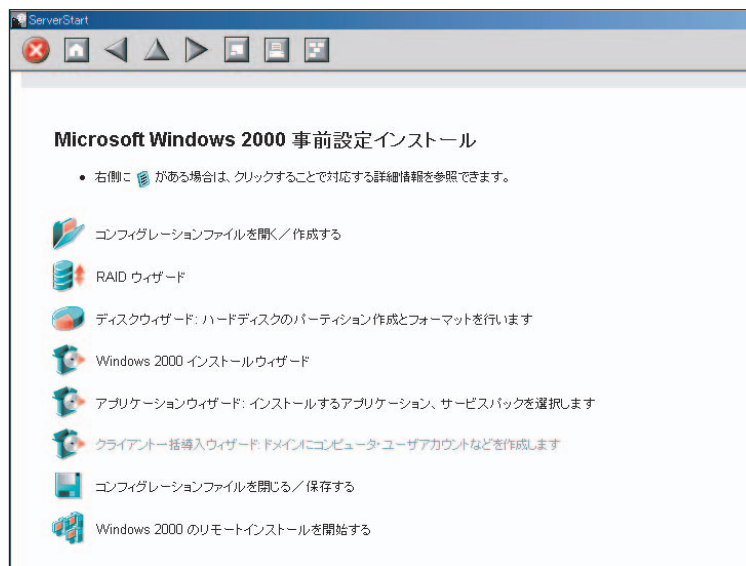 ServerStart
Microsoft Windows 2000 事前設定インストール
• 右側に がある場合は、クリックすることで対応する詳細情報を参照できます。
コンフィグレーションファイルを開く／作成する
RAID ウィザード
ディスクウィザード: ハードディスクのパーティション作成とフォーマットを行います
Windows 2000 インストールウィザード
アプリケーションウィザード: インストールするアプリケーション、サービスパックを選択します
クライアント一括導入ウィザード:ドメインにコンピュータ・ユーザアカウントなどを作成します
コンフィグレーションファイルを閉じる／保存する
Windows 2000 のリモートインストールを開始する